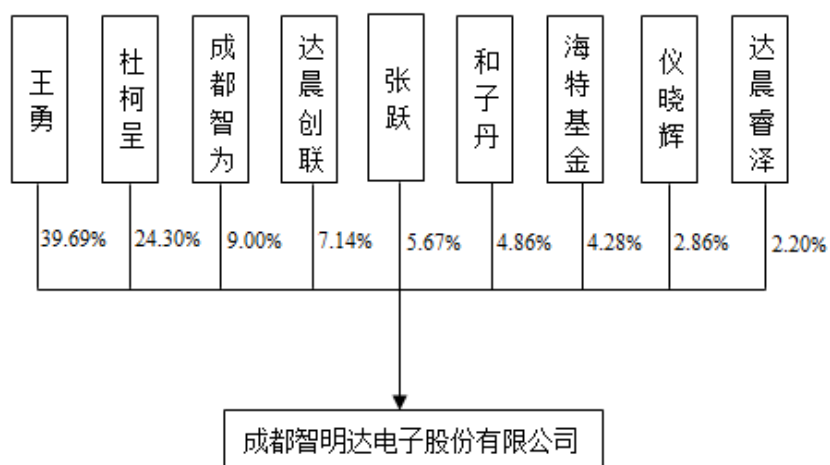 王勇
杜柯呈
成都智为
达晨创联
张跃
和子丹
海特基金
仪晓辉
达晨睿泽
39.69%
24.30%
9.00%
7.14%
5.67%
4.86%
4.28%
2.86%
2.20%
成都智明达电子股份有限公司